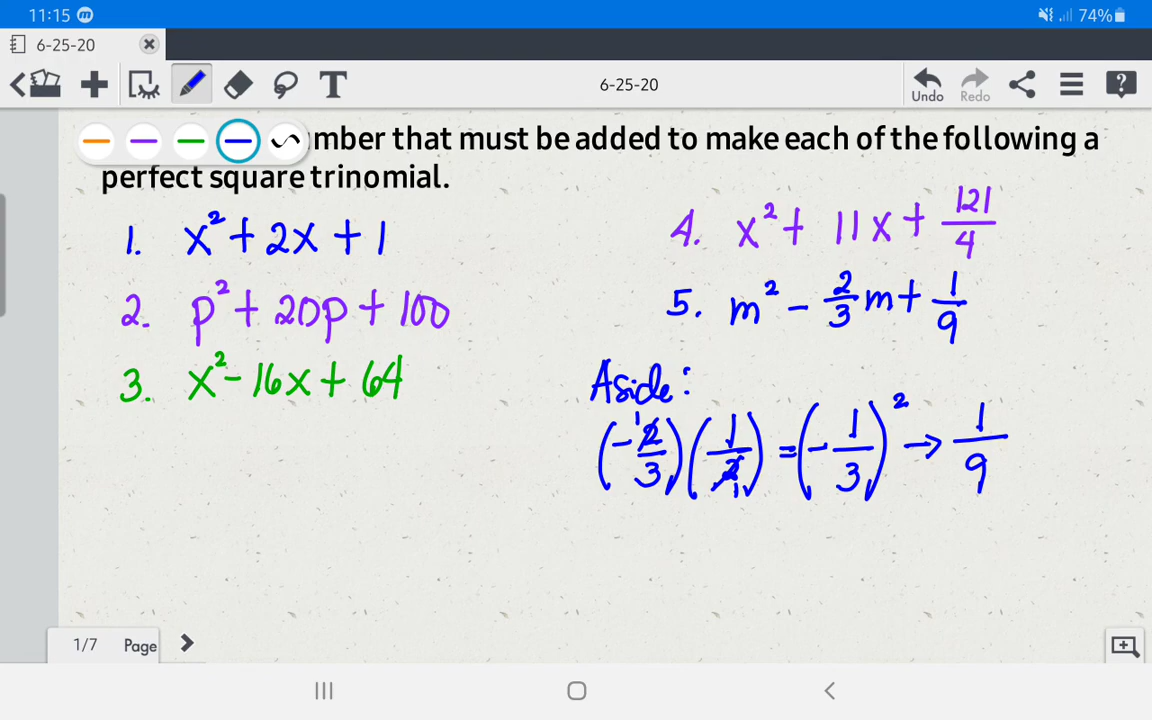 11:15 74%
6-25-20
6-25-20 Undo Redo
mber that must be added to make each of the following a
perfect square trinomial.
1. x² + 2x + 1
2. p² + 20p + 100
3. x² - 16x + 64
4. x² + 11x + 121/4
5. m² - 2/3 m + 1/9
Aside:
(-2/3)(1/2) = (-1/3)² → 1/9
1/7 Page